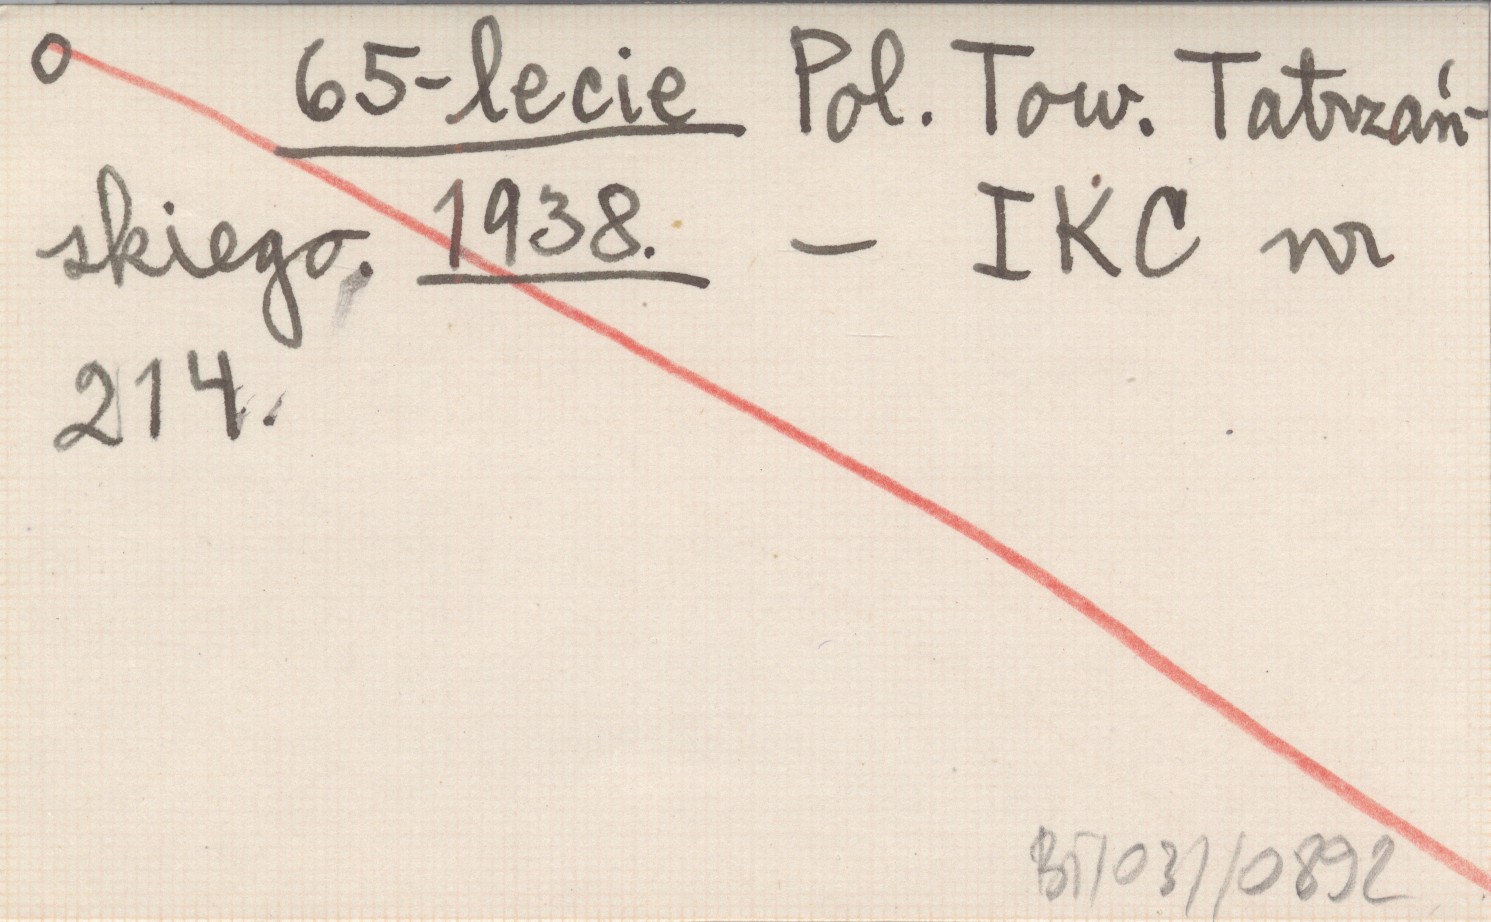 o 65-lecie Pol. Tow. Tatrzań-
skiego. 1938. – IKC nr
214.
BT/031/0892